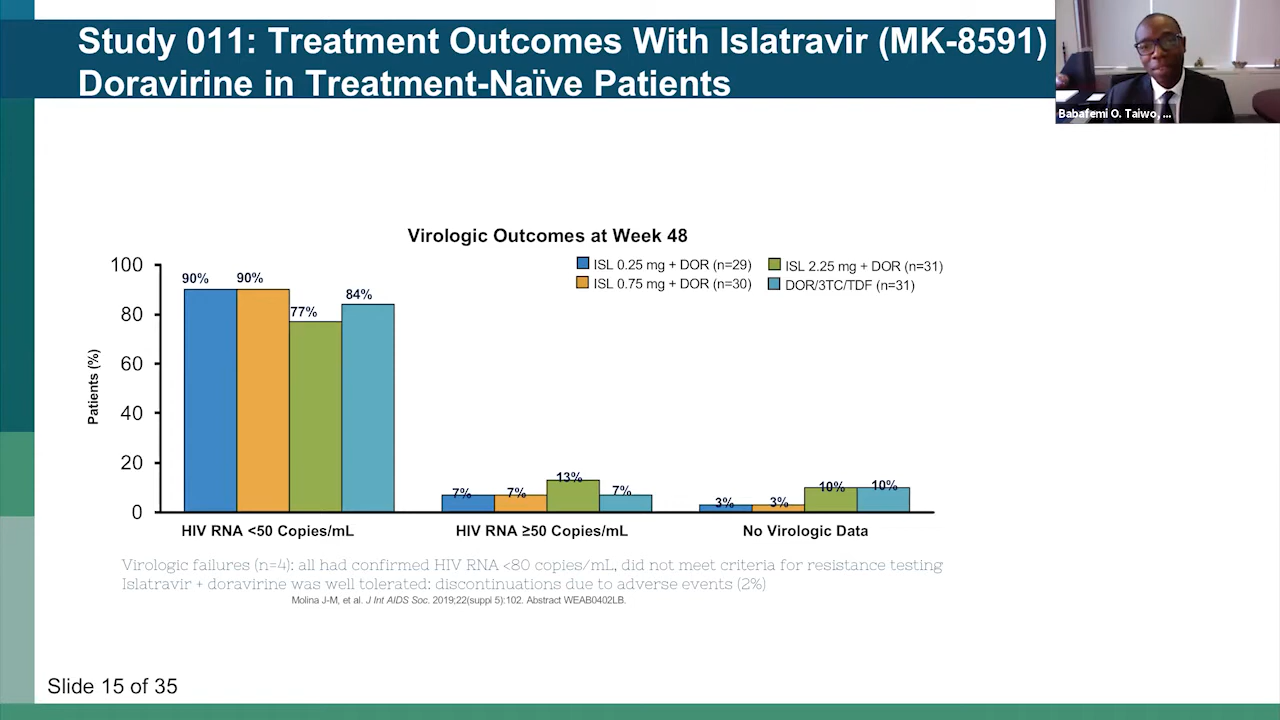 Study 011: Treatment Outcomes With Islatravir (MK-8591)
Doravirine in Treatment-Naïve Patients
Babafemi O. Taiwo, ...
Virologic Outcomes at Week 48
ISL 0.25 mg + DOR (n=29)
ISL 2.25 mg + DOR (n=31)
ISL 0.75 mg + DOR (n=30)
DOR/3TC/TDF (n=31)
Patients (%)
100
80
60
40
20
0
90%
90%
77%
84%
7%
7%
13%
7%
3%
3%
10%
10%
HIV RNA <50 Copies/mL
HIV RNA ≥50 Copies/mL
No Virologic Data
Virologic failures (n=4): all had confirmed HIV RNA <80 copies/mL, did not meet criteria for resistance testing
Islatravir + doravirine was well tolerated: discontinuations due to adverse events (2%)
Molina J-M, et al. J Int AIDS Soc. 2019;22(suppi 5):102. Abstract WEAB0402LB.
Slide 15 of 35